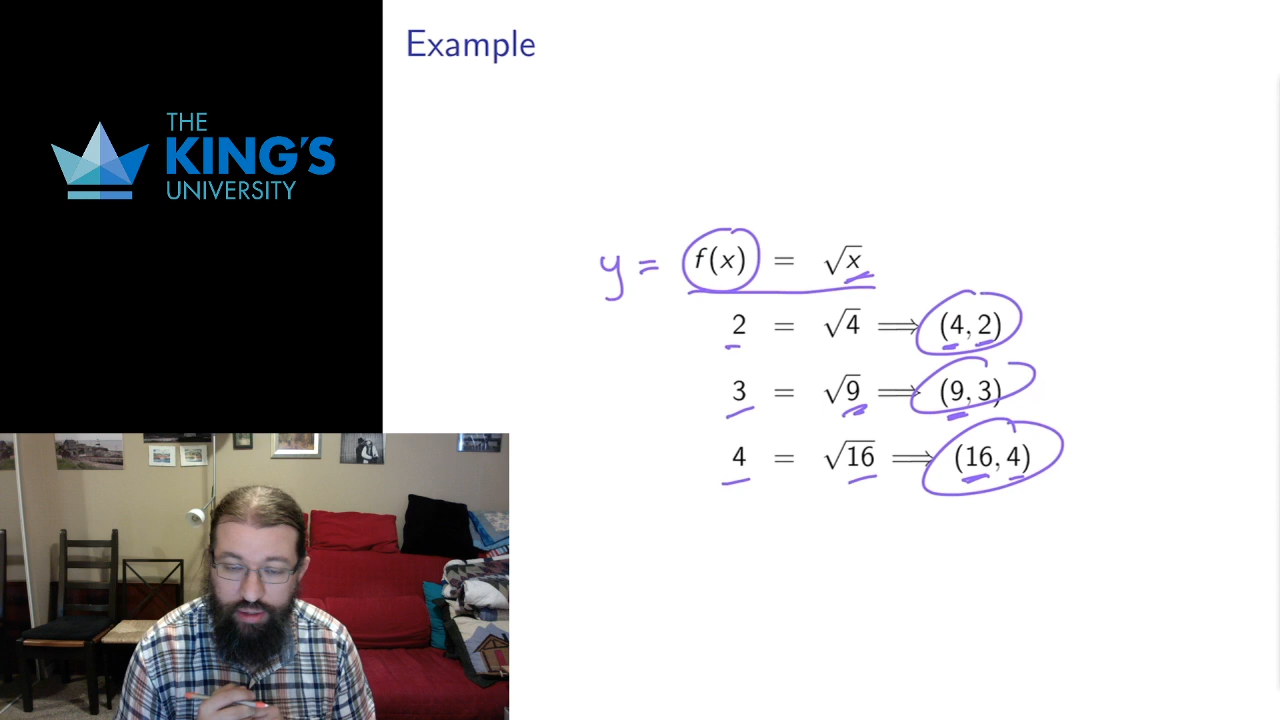 THE
KING'S
UNIVERSITY
Example
y = f(x) = √x
2 = √4 ⟹ (4, 2)
3 = √9 ⟹ (9, 3)
4 = √16 ⟹ (16, 4)